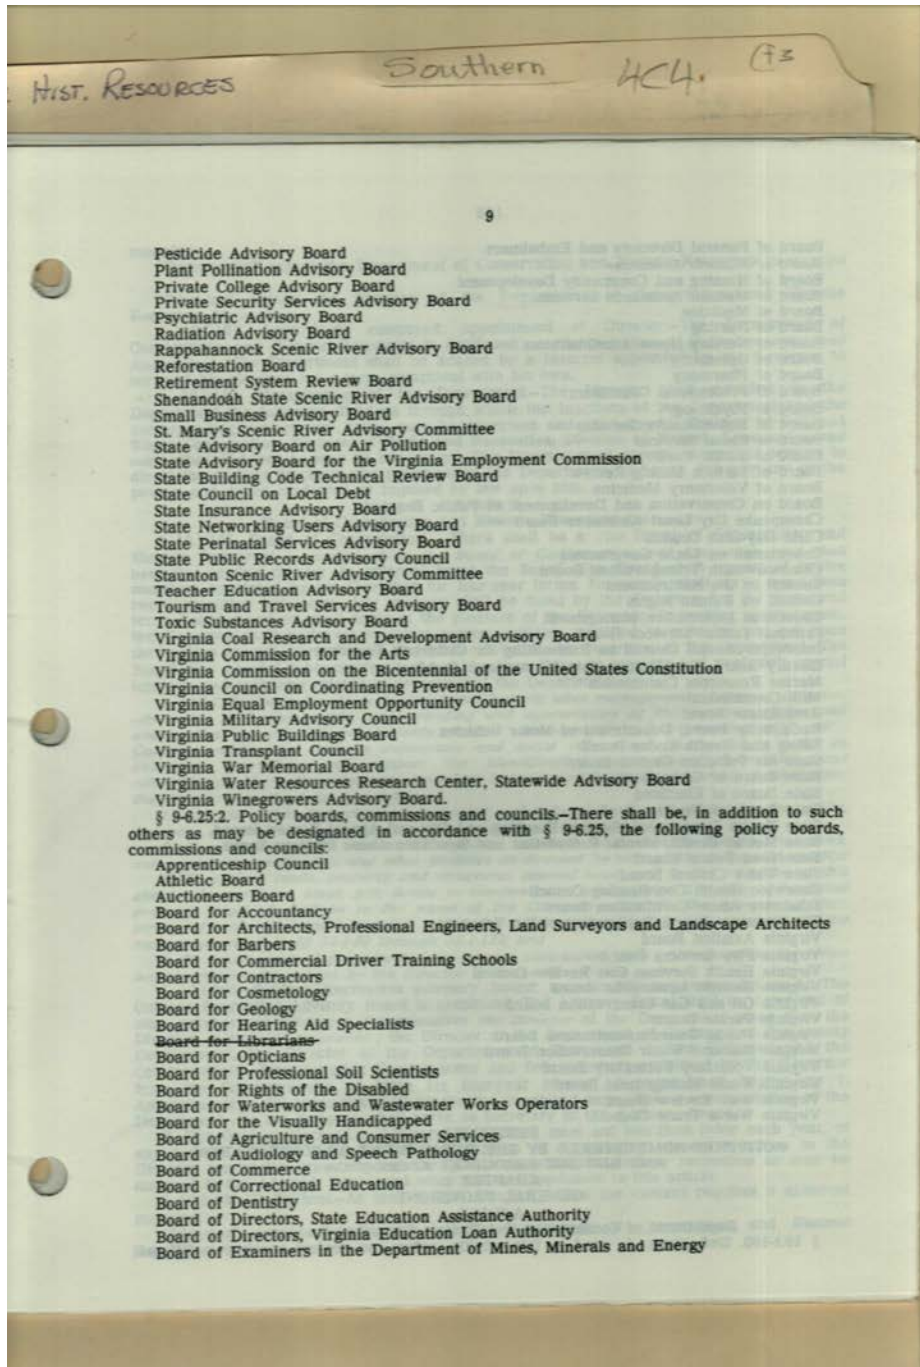 HIST. RESOURCES
Southern
4C4.
9
Pesticide Advisory Board
Plant Pollination Advisory Board
Private College Advisory Board
Private Security Services Advisory Board
Psychiatric Advisory Board
Radiation Advisory Board
Rappahannock Scenic River Advisory Board
Reforestation Board
Retirement System Review Board
Shenandoah State Scenic River Advisory Board
Small Business Advisory Board
St. Mary's Scenic River Advisory Committee
State Advisory Board on Air Pollution
State Advisory Board for the Virginia Employment Commission
State Building Code Technical Review Board
State Council on Local Debt
State Insurance Advisory Board
State Networking Users Advisory Board
State Perinatal Services Advisory Board
State Public Records Advisory Council
Staunton Scenic River Advisory Committee
Teacher Education Advisory Board
Tourism and Travel Services Advisory Board
Toxic Substances Advisory Board
Virginia Coal Research and Development Advisory Board
Virginia Commission for the Arts
Virginia Commission on the Bicentennial of the United States Constitution
Virginia Council on Coordinating Prevention
Virginia Equal Employment Opportunity Council
Virginia Military Advisory Council
Virginia Public Buildings Board
Virginia Transplant Council
Virginia War Memorial Board
Virginia Water Resources Research Center, Statewide Advisory Board
Virginia Winegrowers Advisory Board.
§ 9-6.25:2. Policy boards, commissions and councils.—There shall be, in addition to such
others as may be designated in accordance with § 9-6.25, the following policy boards,
commissions and councils:
Apprenticeship Council
Athletic Board
Auctioneers Board
Board for Accountancy
Board for Architects, Professional Engineers, Land Surveyors and Landscape Architects
Board for Barbers
Board for Commercial Driver Training Schools
Board for Contractors
Board for Cosmetology
Board for Geology
Board for Hearing Aid Specialists
Board for Librarians
Board for Opticians
Board for Professional Soil Scientists
Board for Rights of the Disabled
Board for Waterworks and Wastewater Works Operators
Board for the Visually Handicapped
Board of Agriculture and Consumer Services
Board of Audiology and Speech Pathology
Board of Commerce
Board of Correctional Education
Board of Dentistry
Board of Directors, State Education Assistance Authority
Board of Directors, Virginia Education Loan Authority
Board of Examiners in the Department of Mines, Minerals and Energy